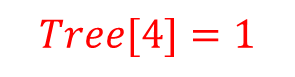 Tree[4] = 1